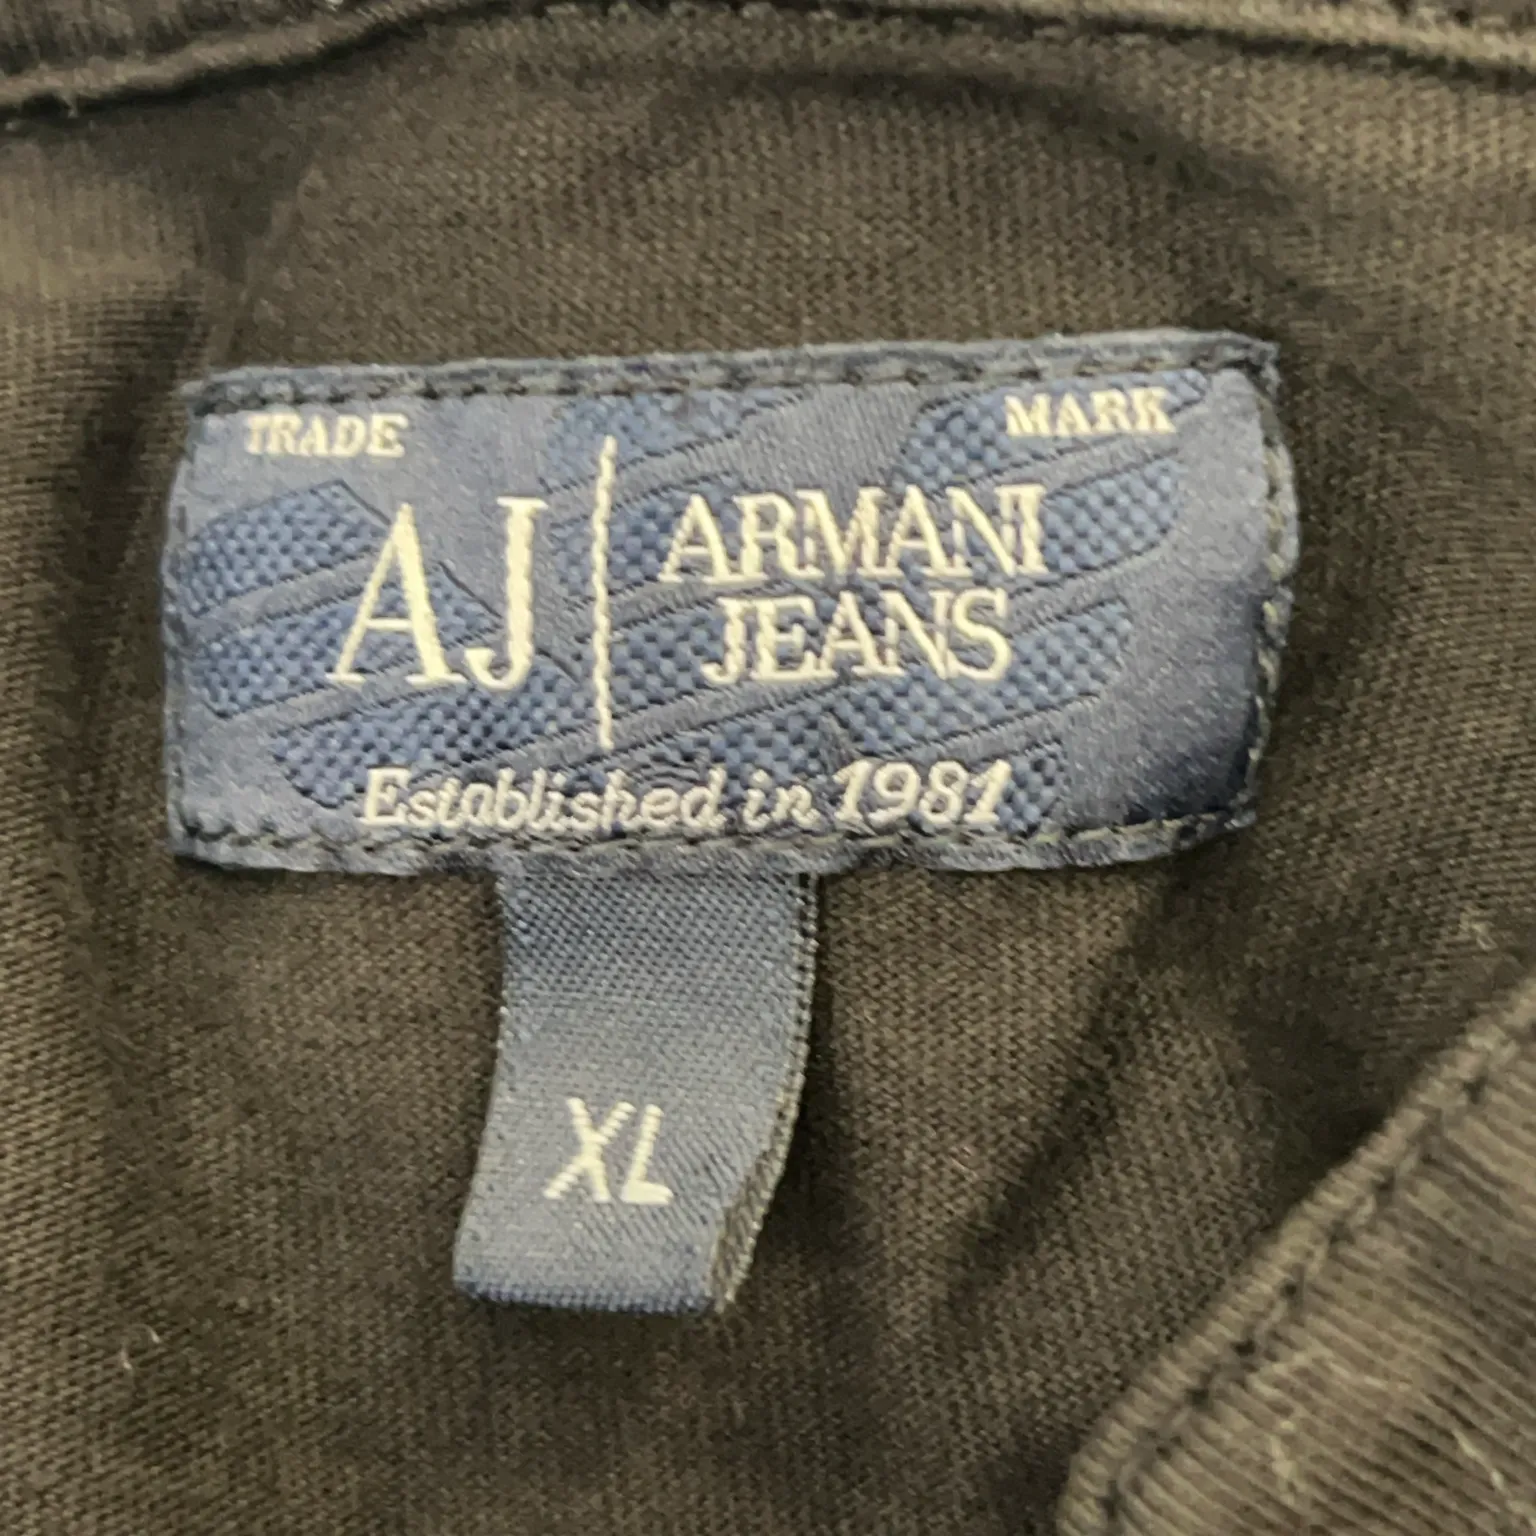 TRADE MARK
AJ
ARMANI
JEANS
Established in 1981
XL